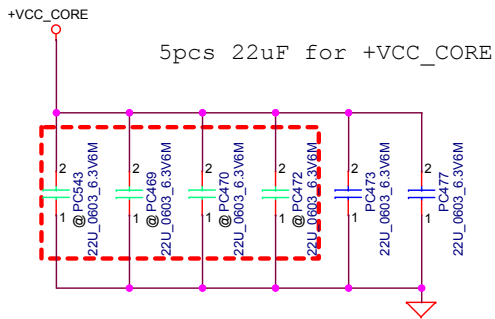 +VCC_CORE
5pcs 22uF for +VCC_CORE
2
1
@PC543
22U_0603_6.3V6M
2
1
@PC469
22U_0603_6.3V6M
2
1
@PC470
22U_0603_6.3V6M
2
1
@PC472
22U_0603_6.3V6M
2
1
PC473
22U_0603_6.3V6M
2
1
PC477
22U_0603_6.3V6M